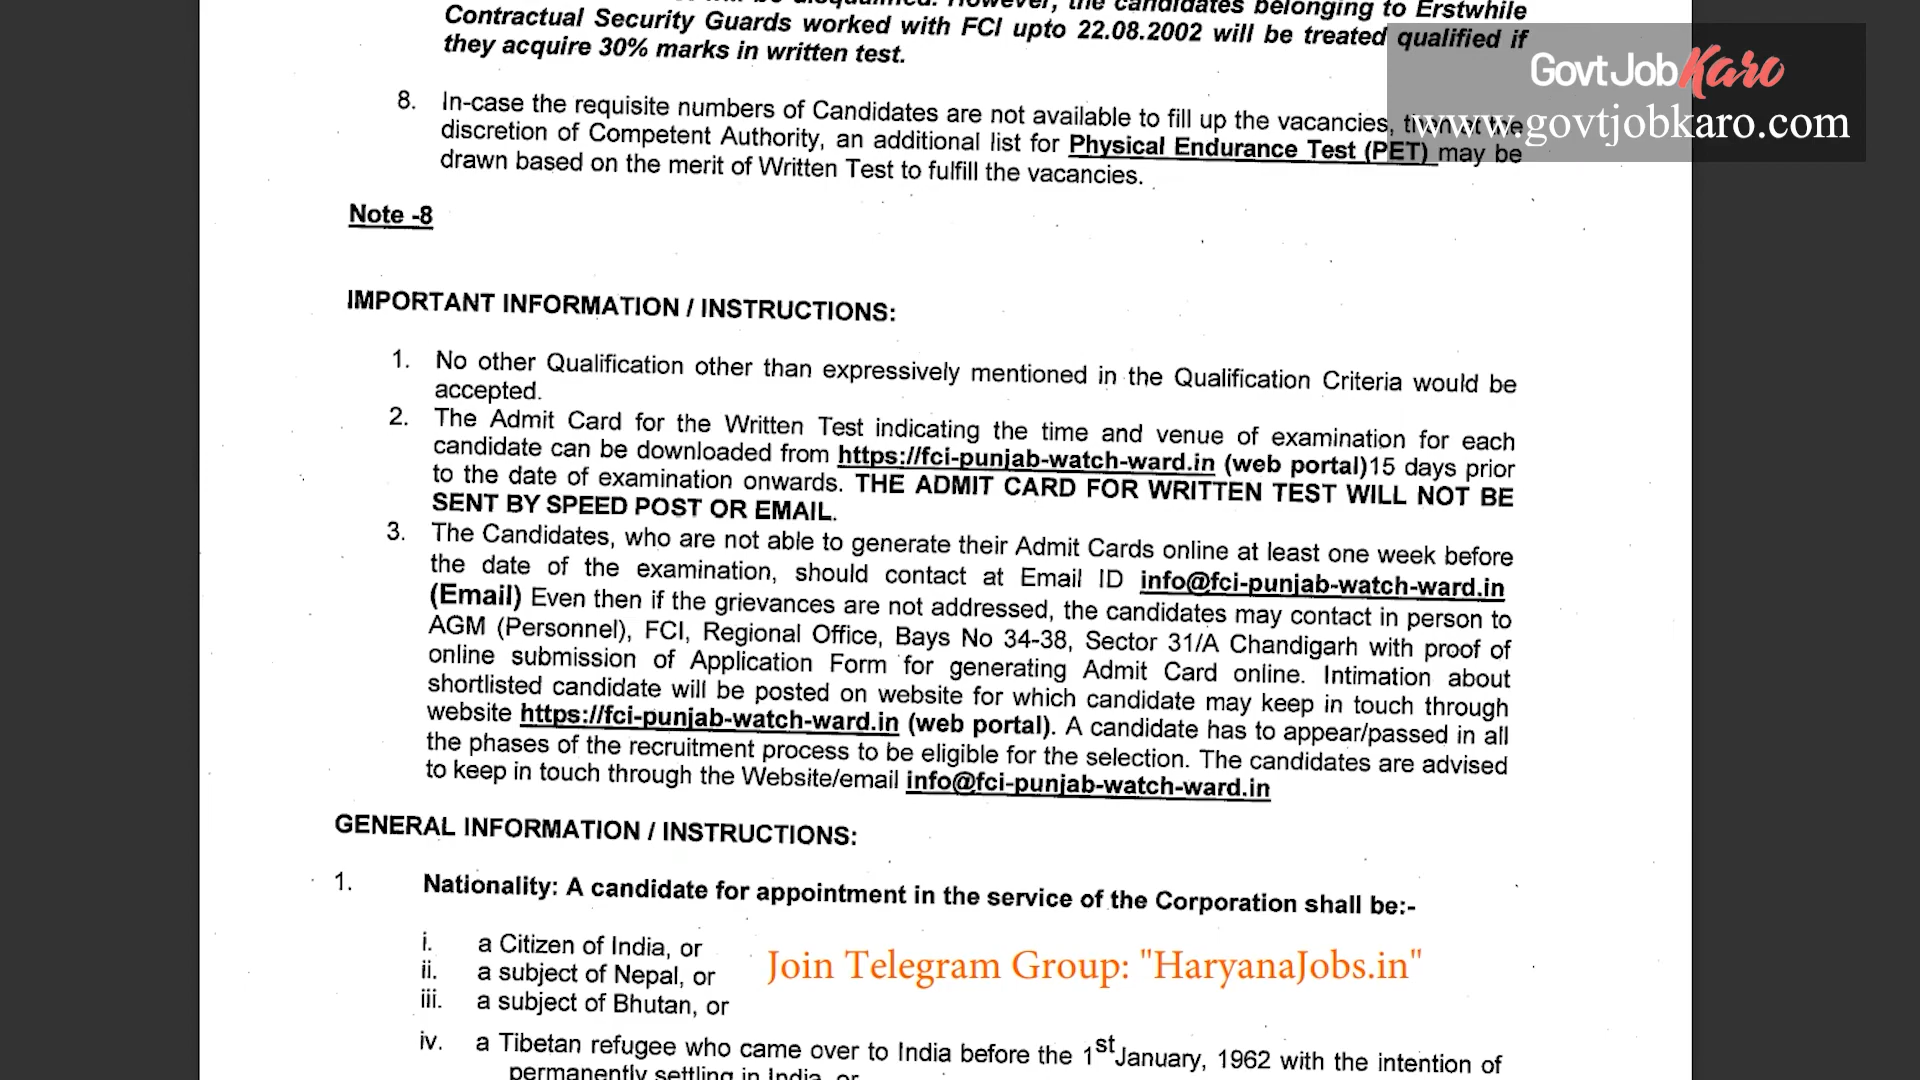 However, the candidates belonging to Erstwhile
Contractual Security Guards worked with FCI upto 22.08.2002 will be treated qualified if
they acquire 30% marks in written test.
GovtJobKaro
www.govtjobkaro.com
8. In-case the requisite numbers of Candidates are not available to fill up the vacancies,
discretion of Competent Authority, an additional list for Physical Endurance Test (PET) may be
drawn based on the merit of Written Test to fulfill the vacancies.
Note -8
IMPORTANT INFORMATION / INSTRUCTIONS:
1. No other Qualification other than expressively mentioned in the Qualification Criteria would be
accepted.
2. The Admit Card for the Written Test indicating the time and venue of examination for each
candidate can be downloaded from https://fci-punjab-watch-ward.in (web portal)15 days prior
to the date of examination onwards. THE ADMIT CARD FOR WRITTEN TEST WILL NOT BE
SENT BY SPEED POST OR EMAIL.
3. The Candidates, who are not able to generate their Admit Cards online at least one week before
the date of the examination, should contact at Email ID info@fci-punjab-watch-ward.in
(Email) Even then if the grievances are not addressed, the candidates may contact in person to
AGM (Personnel), FCI, Regional Office, Bays No 34-38, Sector 31/A Chandigarh with proof of
online submission of Application Form for generating Admit Card online. Intimation about
shortlisted candidate will be posted on website for which candidate may keep in touch through
website https://fci-punjab-watch-ward.in (web portal). A candidate has to appear/passed in all
the phases of the recruitment process to be eligible for the selection. The candidates are advised
to keep in touch through the Website/email info@fci-punjab-watch-ward.in
GENERAL INFORMATION / INSTRUCTIONS:
1. Nationality: A candidate for appointment in the service of the Corporation shall be:-
i. a Citizen of India, or
ii. a subject of Nepal, or
iii. a subject of Bhutan, or
Join Telegram Group: "HaryanaJobs.in"
iv. a Tibetan refugee who came over to India before the 1st January, 1962 with the intention of
permanently settling in India, or